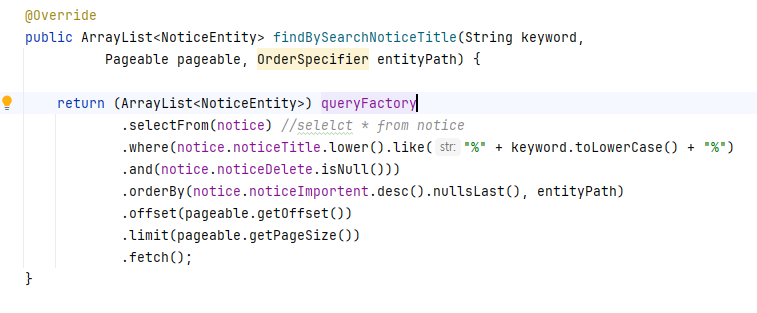 @Override
public ArrayList<NoticeEntity> findBySearchNoticeTitle(String keyword,
Pageable pageable, OrderSpecifier entityPath) {
return (ArrayList<NoticeEntity>) queryFactory
.selectFrom(notice) //selelct * from notice
.where(notice.noticeTitle.lower().like( str: "%" + keyword.toLowerCase() + "%")
.and(notice.noticeDelete.isNull()))
.orderBy(notice.noticeImportent.desc().nullsLast(), entityPath)
.offset(pageable.getOffset())
.limit(pageable.getPageSize())
.fetch();
}